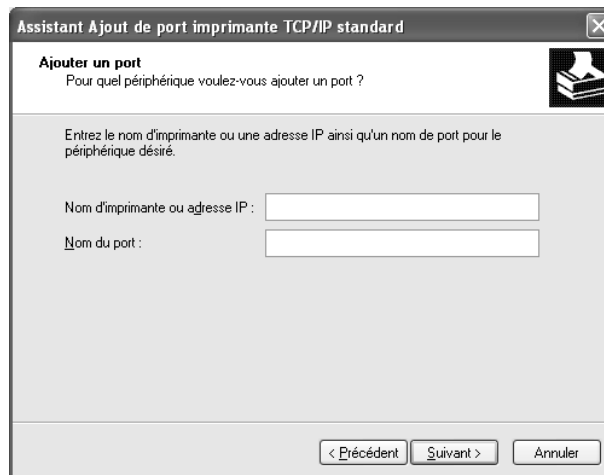 Assistant Ajout de port imprimante TCP/IP standard
Ajouter un port
Pour quel périphérique voulez-vous ajouter un port ?
Entrez le nom d'imprimante ou une adresse IP ainsi qu'un nom de port pour le
périphérique désiré.
Nom d'imprimante ou adresse IP :
Nom du port :
< Précédent Suivant > Annuler